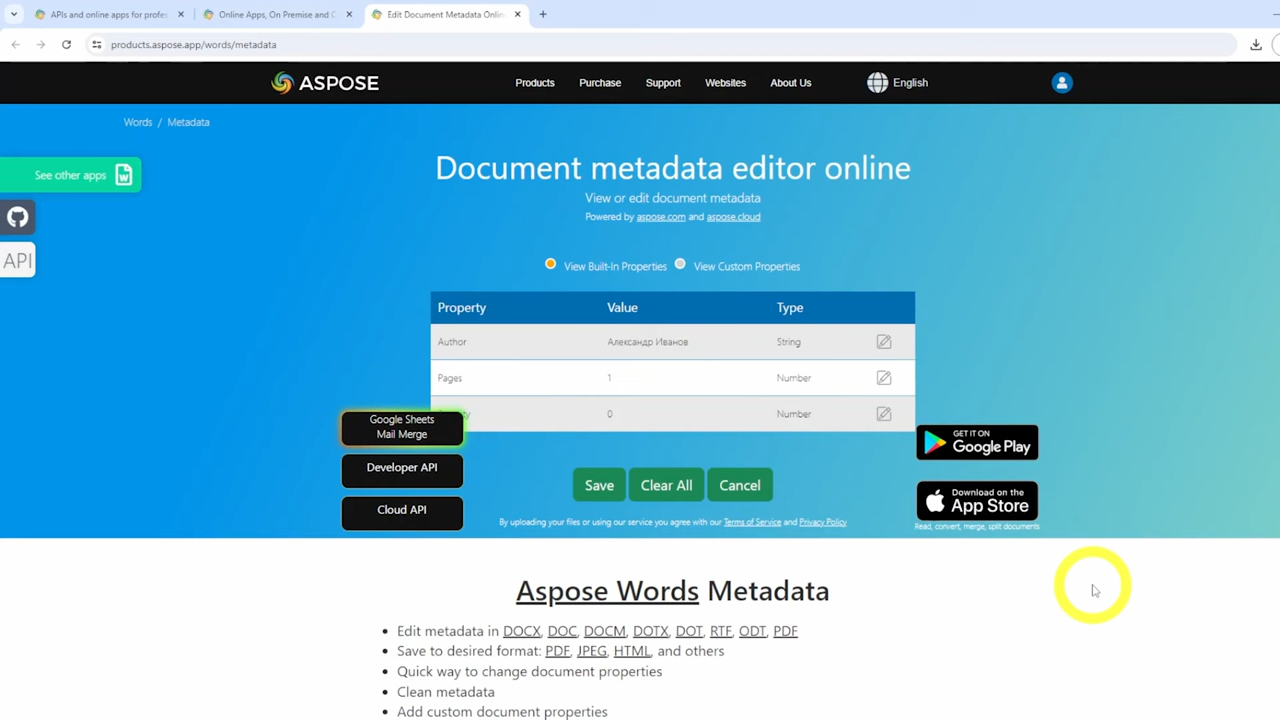 APIs and online apps for profes
Online Apps, On Premise and C
Edit Document Metadata Onlin
products.aspose.app/words/metadata
ASPOSE
Products
Purchase
Support
Websites
About Us
English
Words / Metadata
See other apps
API
Document metadata editor online
View or edit document metadata
Powered by aspose.com and aspose.cloud
View Built-In Properties
View Custom Properties
Property Value Type
Author Александр Иванов String
Pages 1 Number
0 Number
Google Sheets
Mail Merge
Developer API
Cloud API
GET IT ON
Google Play
Download on the
App Store
Read, convert, merge, split documents
Save
Clear All
Cancel
By uploading your files or using our service you agree with our Terms of Service and Privacy Policy
Aspose Words Metadata
Edit metadata in DOCX, DOC, DOCM, DOTX, DOT, RTF, ODT, PDF
Save to desired format: PDF, JPEG, HTML, and others
Quick way to change document properties
Clean metadata
Add custom document properties